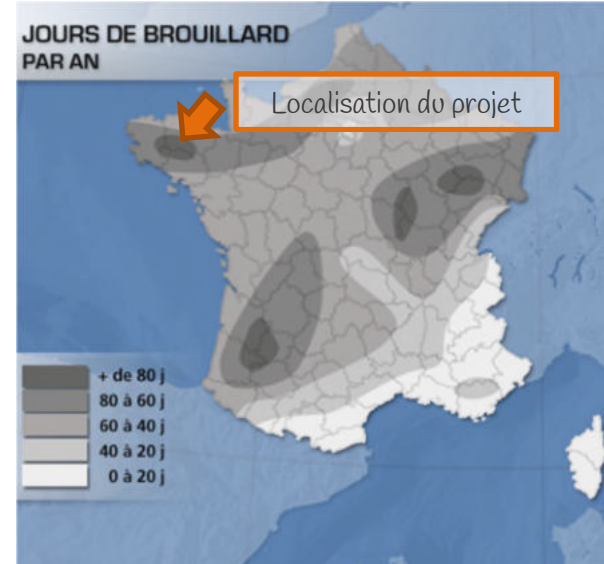 JOURS DE BROUILLARD
PAR AN
Localisation du projet
+ de 80 j
80 à 60 j
60 à 40 j
40 à 20 j
0 à 20 j